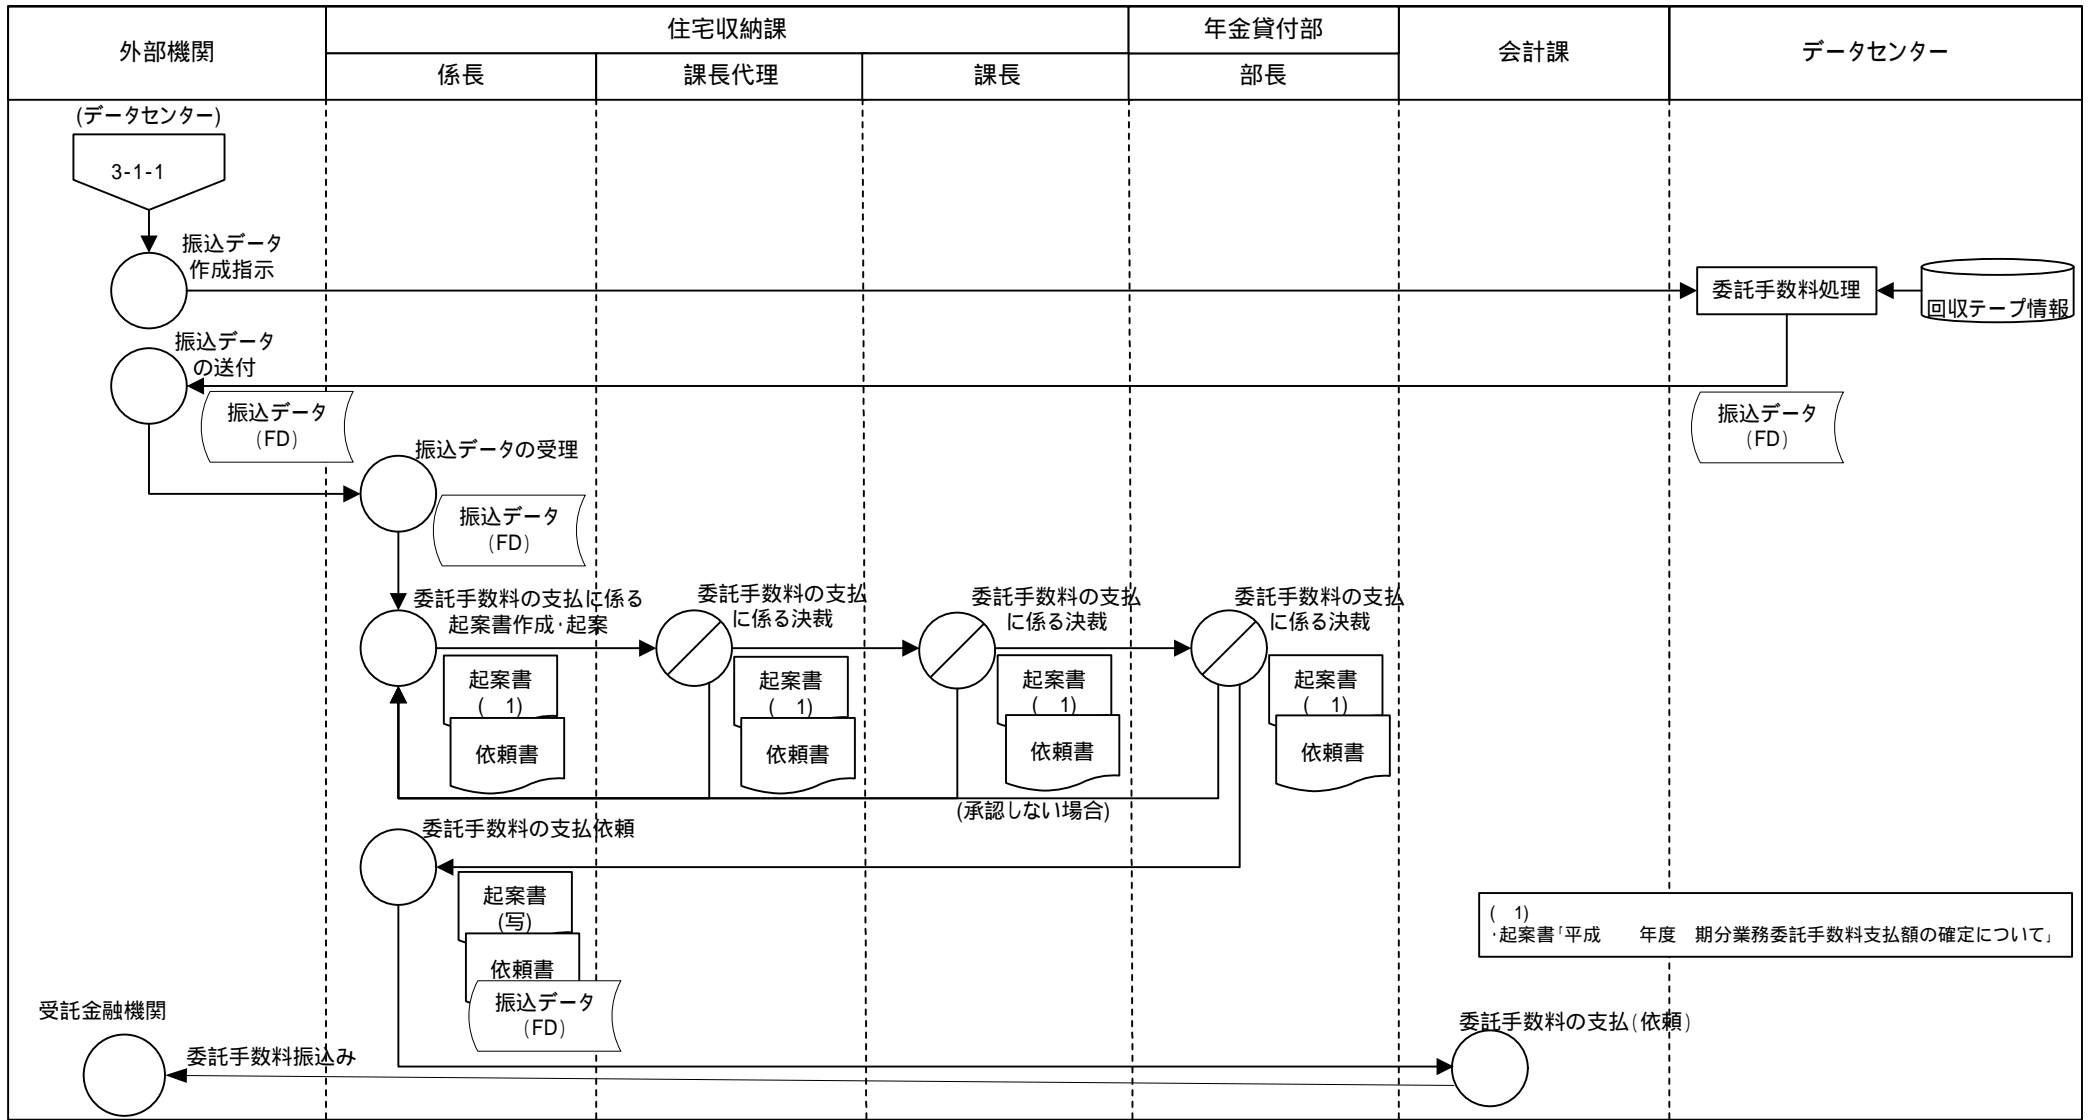 外部機関
住宅収納課
年金貸付部
会計課
データセンター
係長
課長代理
課長
部長
(データセンター)
3-1-1
振込データ
作成指示
委託手数料処理
回収テープ情報
振込データ
の送付
振込データ
(FD)
振込データ
(FD)
振込データの受理
振込データ
(FD)
委託手数料の支払に係る
起案書作成・起案
委託手数料の支払
に係る決裁
委託手数料の支払
に係る決裁
委託手数料の支払
に係る決裁
起案書
( 1)
依頼書
起案書
( 1)
依頼書
起案書
( 1)
依頼書
起案書
( 1)
依頼書
(承認しない場合)
委託手数料の支払依頼
起案書
(写)
依頼書
振込データ
(FD)
( 1)
・起案書「平成　　年度　期分業務委託手数料支払額の確定について」
受託金融機関
委託手数料振込み
委託手数料の支払(依頼)